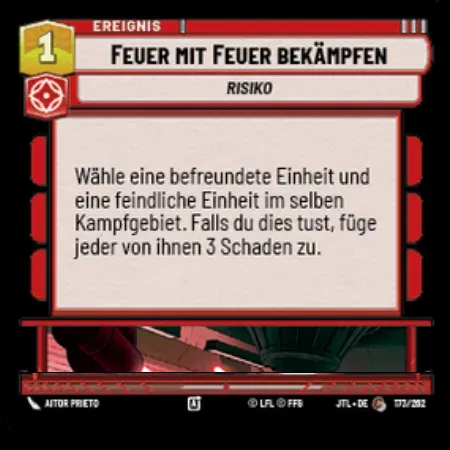 EREIGNIS
1
FEUER MIT FEUER BEKÄMPFEN
RISIKO
Wähle eine befreundete Einheit und
eine feindliche Einheit im selben
Kampfgebiet. Falls du dies tust, füge
jeder von ihnen 3 Schaden zu.
AITOR PRIETO
Ⓒ LFL Ⓟ FFG
JTL • DE
173/262